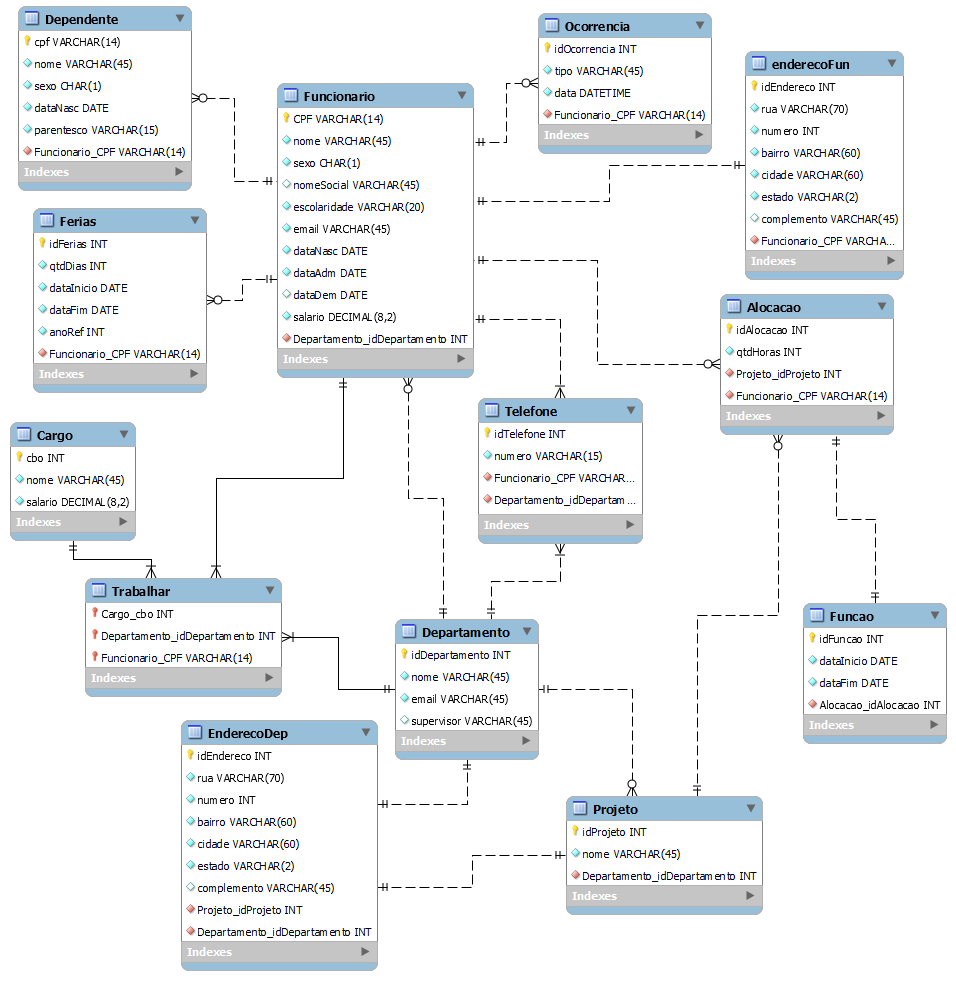 Dependente
cpf VARCHAR(14)
nome VARCHAR(45)
sexo CHAR(1)
dataNasc DATE
parentesco VARCHAR(15)
Funcionario_CPF VARCHAR(14)
Indexes
Funcionario
CPF VARCHAR(14)
nome VARCHAR(45)
sexo CHAR(1)
nomeSocial VARCHAR(45)
escolaridade VARCHAR(20)
email VARCHAR(45)
dataNasc DATE
dataAdm DATE
dataDem DATE
salario DECIMAL(8,2)
Departamento_idDepartamento INT
Indexes
Ocorrencia
idOcorrencia INT
tipo VARCHAR(45)
data DATETIME
Funcionario_CPF VARCHAR(14)
Indexes
enderecoFun
idEndereco INT
rua VARCHAR(70)
numero INT
bairro VARCHAR(60)
cidade VARCHAR(60)
estado VARCHAR(2)
complemento VARCHAR(45)
Funcionario_CPF VARCHA...
Indexes
Ferias
idFerias INT
qtdDias INT
dataInicio DATE
dataFim DATE
anoRef INT
Funcionario_CPF VARCHAR(14)
Indexes
Alocacao
idAlocacao INT
qtdHoras INT
Projeto_idProjeto INT
Funcionario_CPF VARCHAR(14)
Indexes
Telefone
idTelefone INT
numero VARCHAR(15)
Funcionario_CPF VARCHAR...
Departamento_idDepartam...
Indexes
Cargo
cbo INT
nome VARCHAR(45)
salario DECIMAL(8,2)
Indexes
Trabalhar
Cargo_cbo INT
Departamento_idDepartamento INT
Funcionario_CPF VARCHAR(14)
Indexes
Departamento
idDepartamento INT
nome VARCHAR(45)
email VARCHAR(45)
supervisor VARCHAR(45)
Indexes
Funcao
idFuncao INT
dataInicio DATE
dataFim DATE
Alocacao_idAlocacao INT
Indexes
EnderecoDep
idEndereco INT
rua VARCHAR(70)
numero INT
bairro VARCHAR(60)
cidade VARCHAR(60)
estado VARCHAR(2)
complemento VARCHAR(45)
Projeto_idProjeto INT
Departamento_idDepartamento INT
Indexes
Projeto
idProjeto INT
nome VARCHAR(45)
Departamento_idDepartamento INT
Indexes